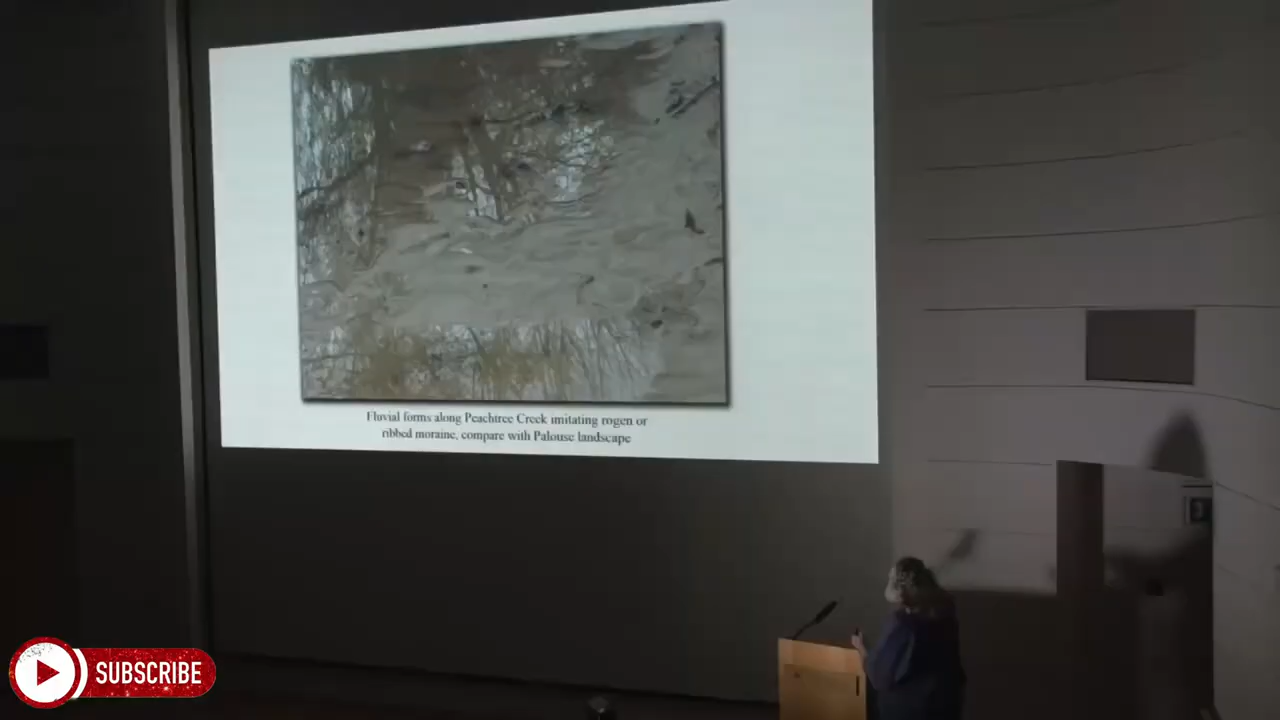 Fluvial forms along Peachtree Creek imitating rogen or
ribbed moraine, compare with Palouse landscape
SUBSCRIBE